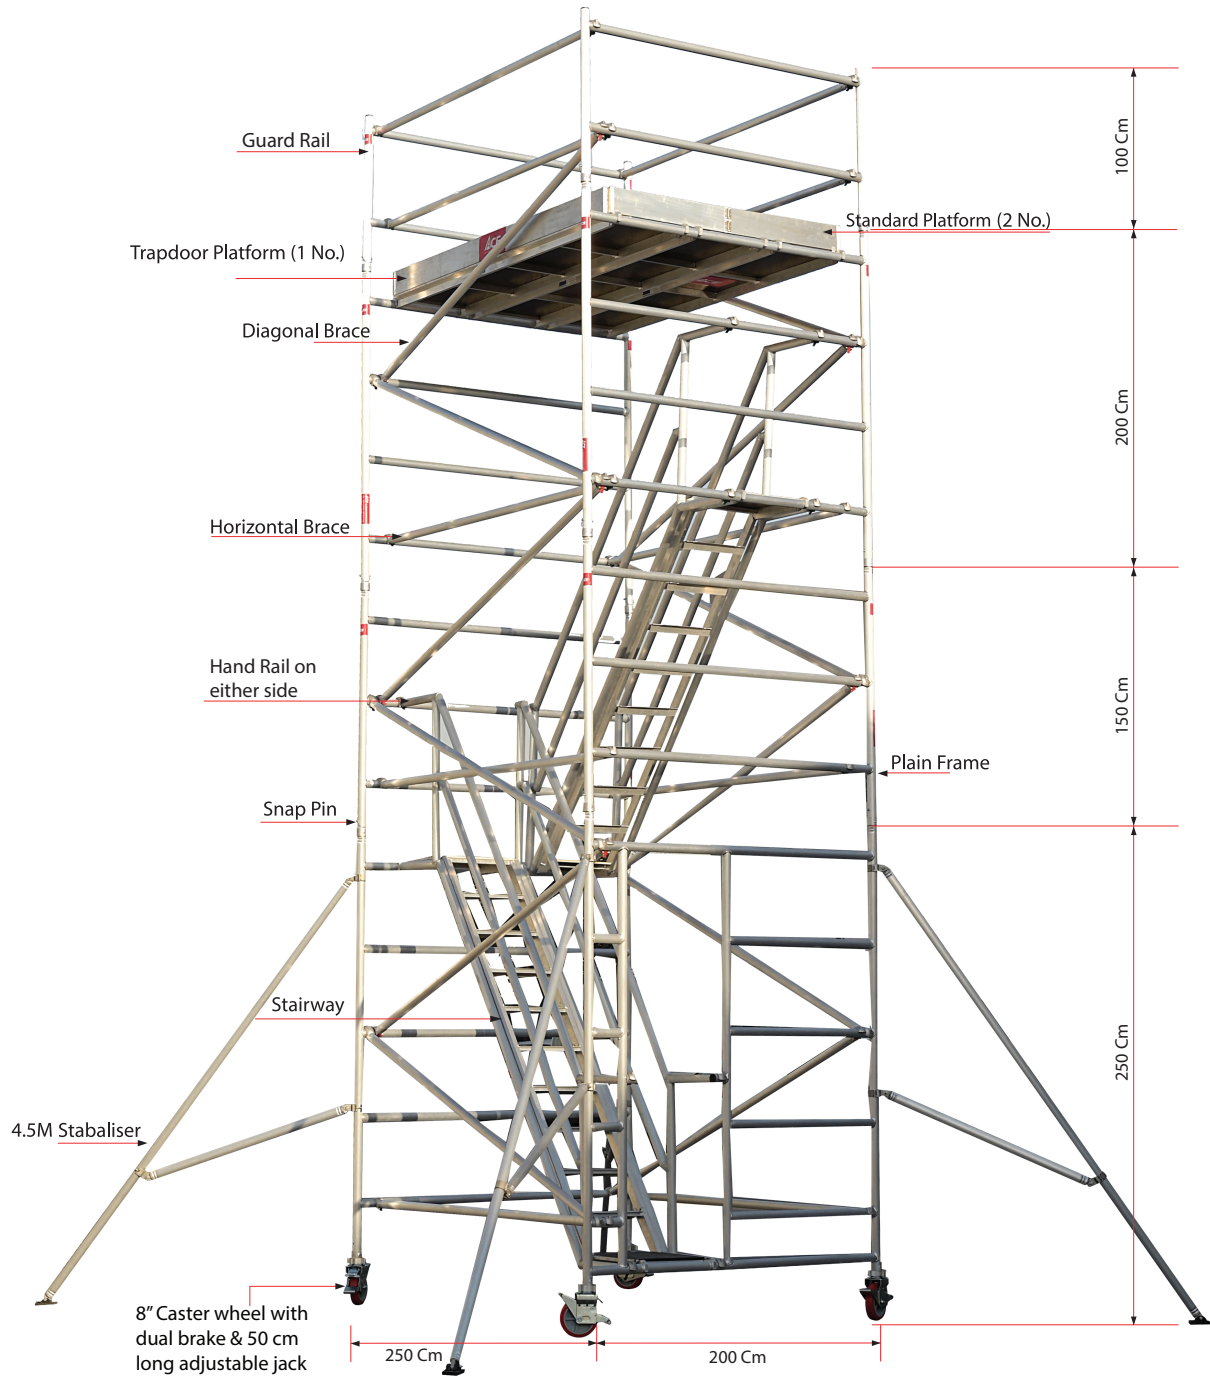 100 Cm
Guard Rail
Standard Platform (2 No.)
Trapdoor Platform (1 No.)
ACE
Diagonal Brace
200 Cm
Horizontal Brace
Hand Rail on
either side
150 Cm
Plain Frame
Snap Pin
Stairway
250 Cm
4.5M Stabaliser
8” Caster wheel with
dual brake & 50 cm
long adjustable jack
250 Cm
200 Cm